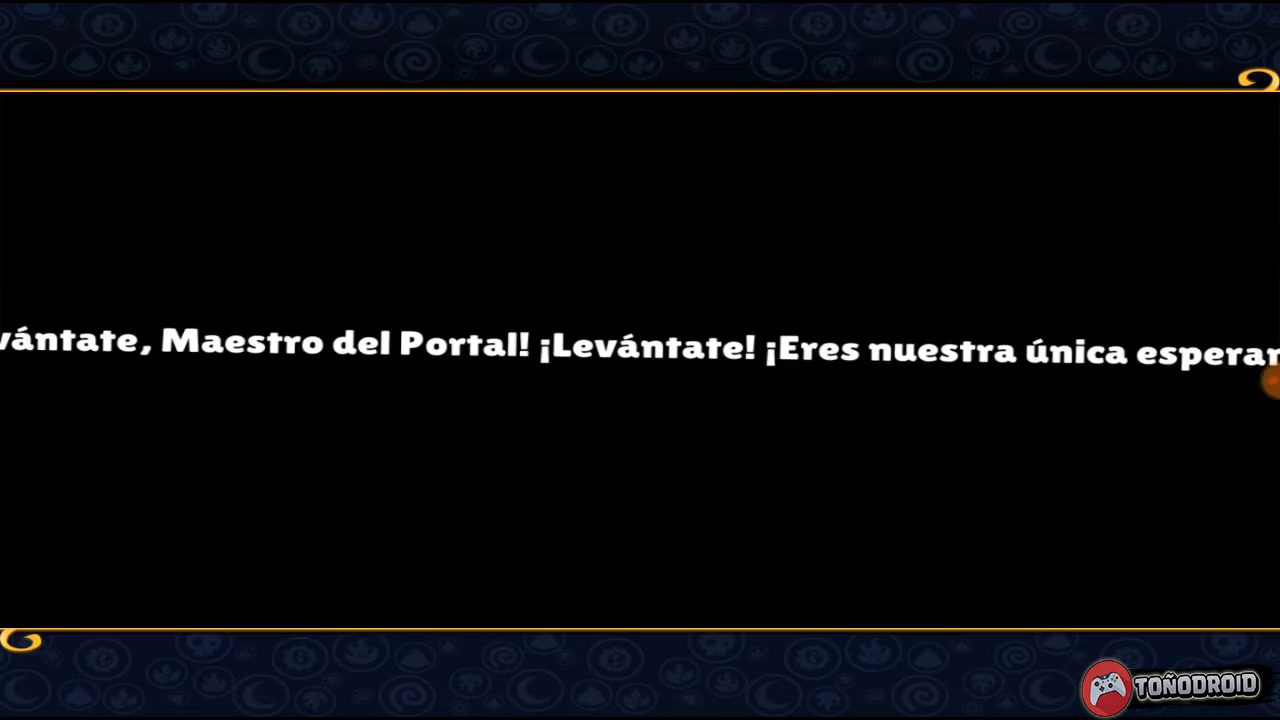 vántate, Maestro del Portal! ¡Levántate! ¡Eres nuestra única esperan
TOÑODROID